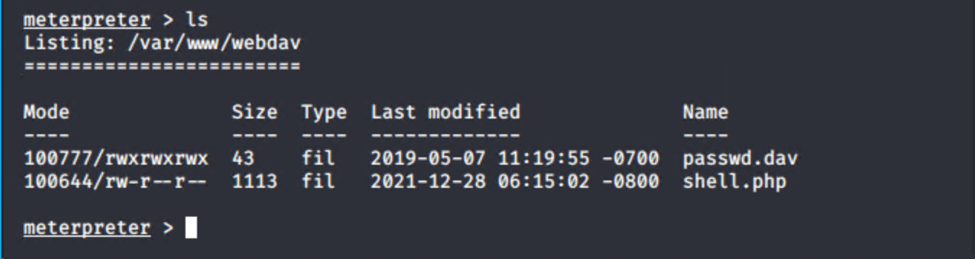 meterpreter > ls
Listing: /var/www/webdav
========================
Mode              Size  Type  Last modified              Name
----              ----  ----  -------------              ----
100777/rwxrwxrwx  43    fil   2019-05-07 11:19:55 -0700  passwd.dav
100644/rw-r--r--  1113  fil   2021-12-28 06:15:02 -0800  shell.php
meterpreter >